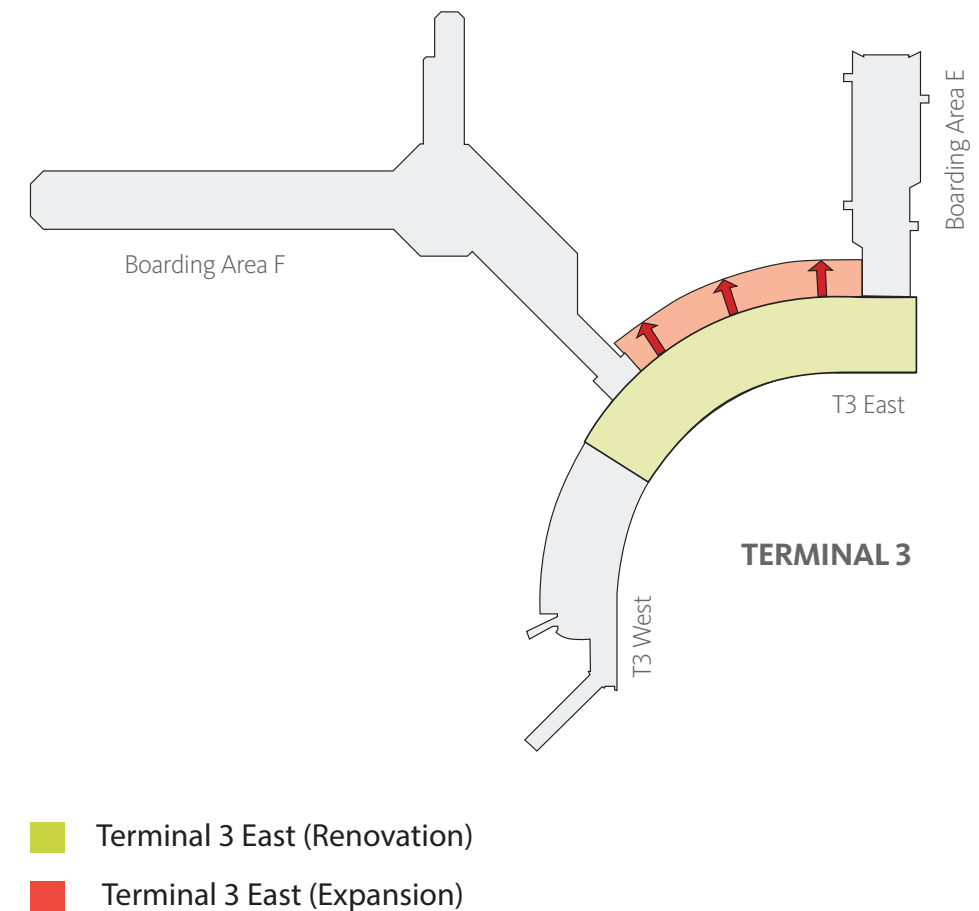 Boarding Area E
Boarding Area F
T3 East
TERMINAL 3
T3 West
Terminal 3 East (Renovation)
Terminal 3 East (Expansion)